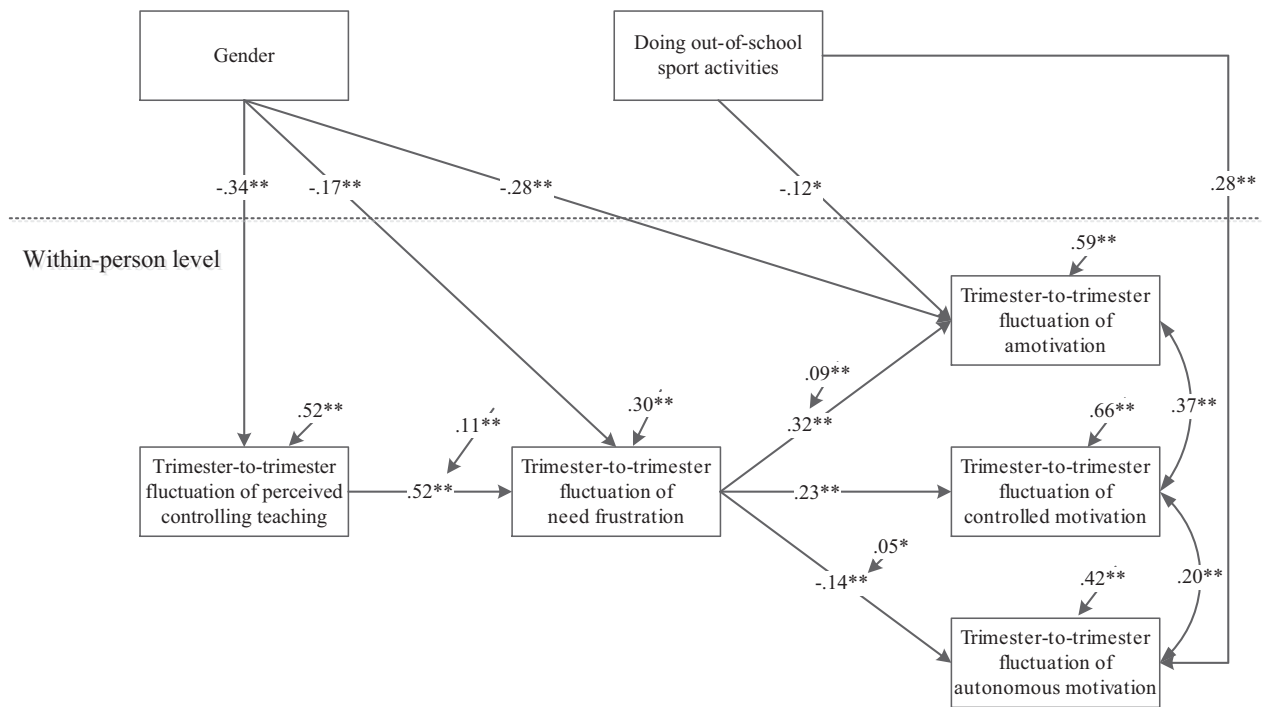 Gender
Doing out-of-school
sport activities
-.34**
-.17**
-.28**
-.12*
.28**
Within-person level
.59**
Trimester-to-trimester
fluctuation of
amotivation
.09**
.32**
.37**
.52**
.11**
.30**
.66**
Trimester-to-trimester
fluctuation of perceived
controlling teaching
.52**
Trimester-to-trimester
fluctuation of
need frustration
.23**
Trimester-to-trimester
fluctuation of
controlled motivation
.05*
-.14**
.42**
.20**
Trimester-to-trimester
fluctuation of
autonomous motivation